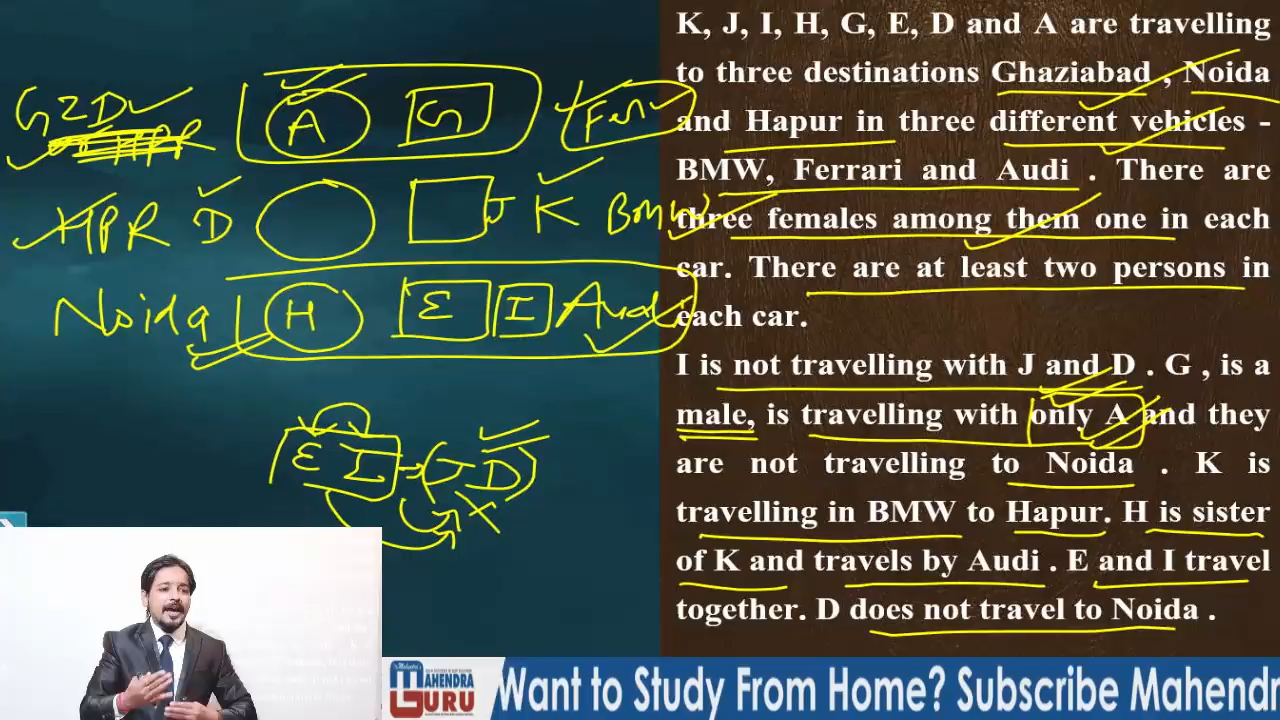 K, J, I, H, G, E, D and A are travelling
to three destinations Ghaziabad , Noida
and Hapur in three different vehicles -
BMW, Ferrari and Audi . There are
three females among them one in each
car. There are at least two persons in
each car.
I is not travelling with J and D . G , is a
male, is travelling with only A and they
are not travelling to Noida . K is
travelling in BMW to Hapur. H is sister
of K and travels by Audi . E and I travel
together. D does not travel to Noida .
GZD A G Ferr
HPR D J K BMW
Noida H E I Audi
E I J D
MAHENDRA
GURU
Want to Study From Home? Subscribe Mahendr